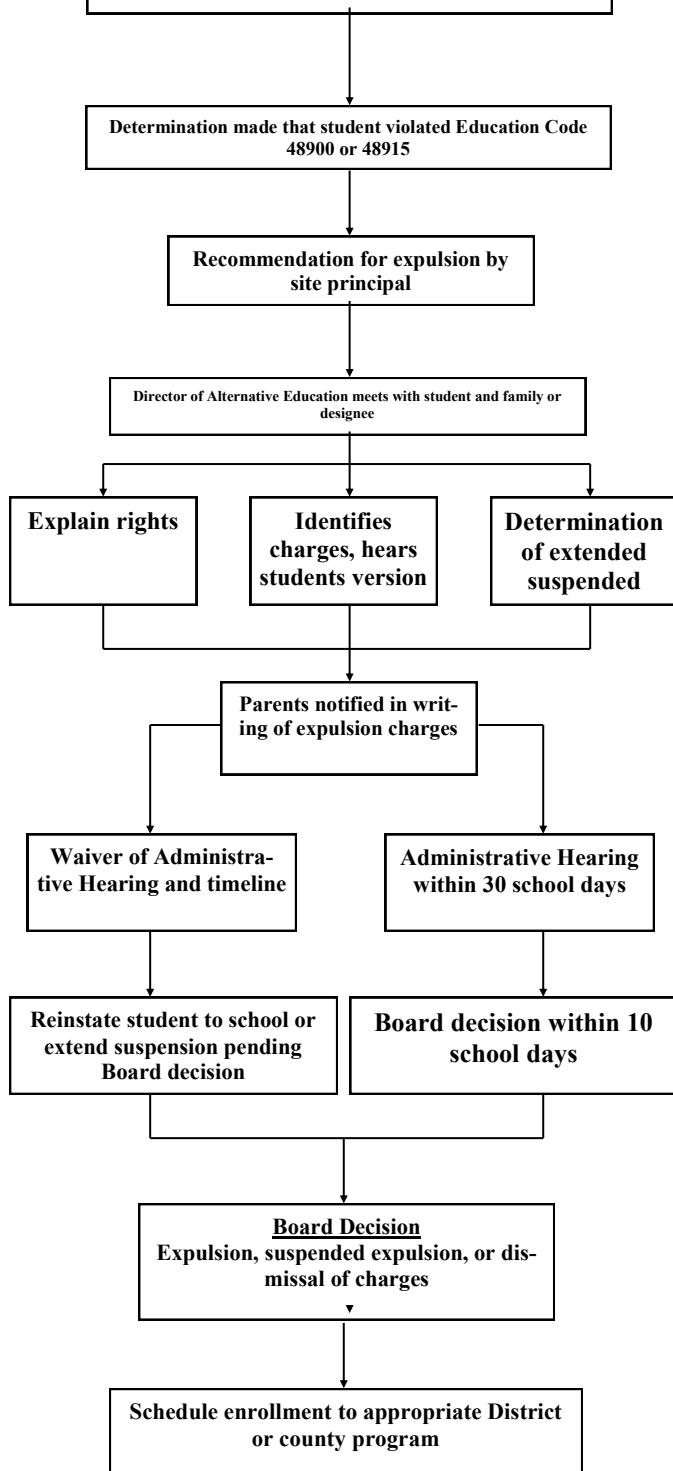 Determination made that student violated Education Code
48900 or 48915
Recommendation for expulsion by
site principal
Director of Alternative Education meets with student and family or
designee
Explain rights
Identifies
charges, hears
students version
Determination
of extended
suspended
Parents notified in writ-
ing of expulsion charges
Waiver of Administra-
tive Hearing and timeline
Administrative Hearing
within 30 school days
Reinstate student to school or
extend suspension pending
Board decision
Board decision within 10
school days
Board Decision
Expulsion, suspended expulsion, or dis-
missal of charges
Schedule enrollment to appropriate District
or county program